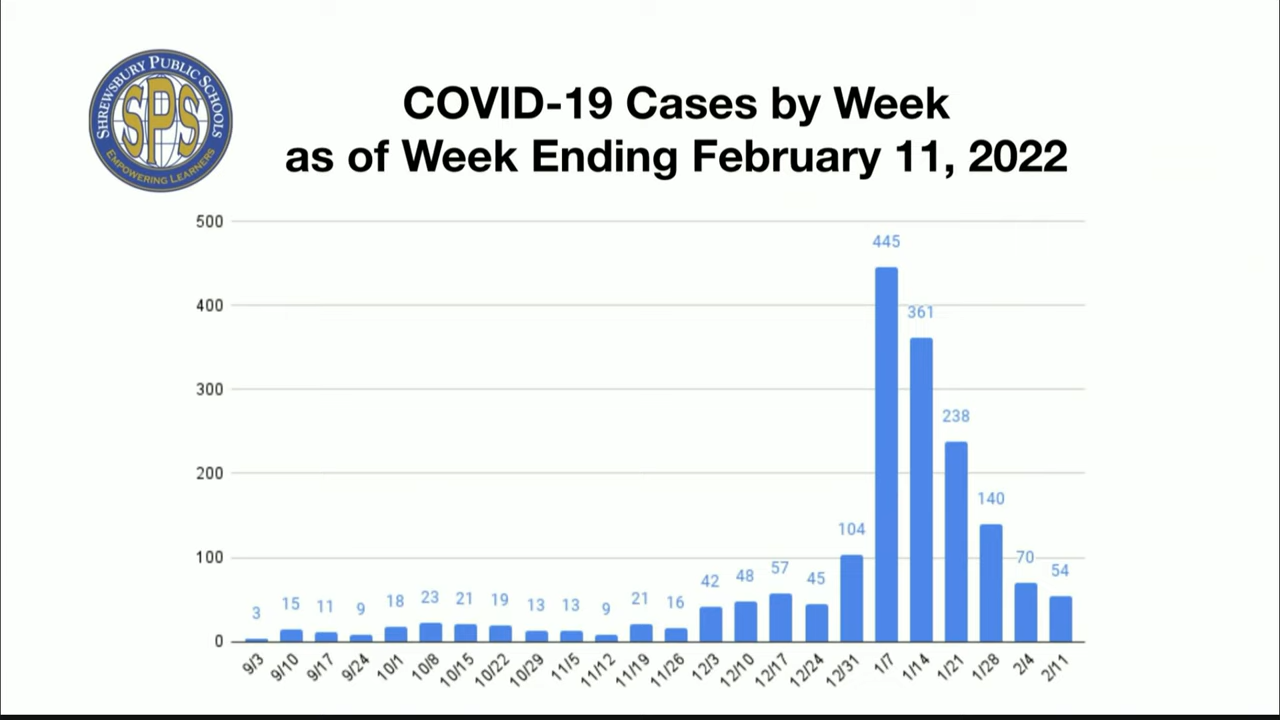 SHREWSBURY PUBLIC SCHOOLS
SPS
EMPOWERING LEARNERS
COVID-19 Cases by Week
as of Week Ending February 11, 2022
500
400
300
200
100
0
3 15 11 9 18 23 21 19 13 13 9 21 16 42 48 57 45 104 445 361 238 140 70 54
9/3 9/10 9/17 9/24 10/1 10/8 10/15 10/22 10/29 11/5 11/12 11/19 11/26 12/3 12/10 12/17 12/24 12/31 1/7 1/14 1/21 1/28 2/4 2/11